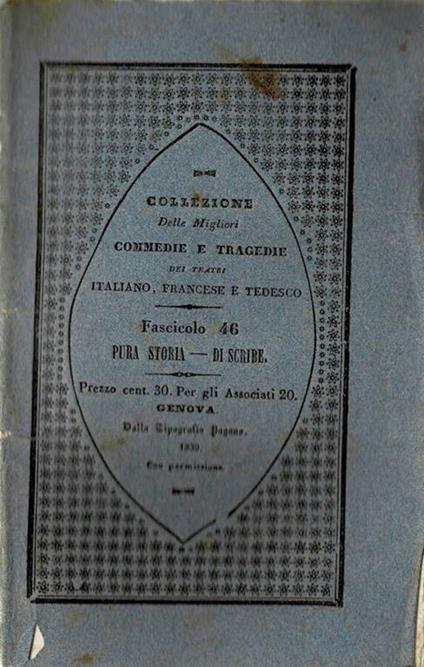 COLLEZIONE
Delle Migliori
COMMEDIE E TRAGEDIE
DEI TEATRI
ITALIANO, FRANCESE E TEDESCO
Fascicolo 46
PURA STORIA — DI SCRIBE.
Prezzo cent. 30. Per gli Associati 20.
GENOVA
Dalla Tipografia Pagano.
1839.
Con permissione